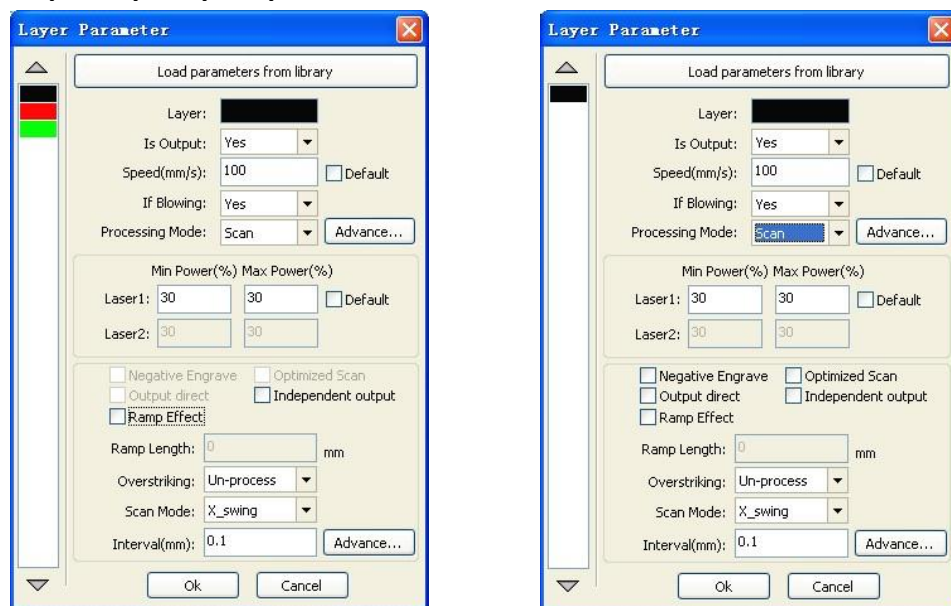 Layer Parameter
Load parameters from library
Layer:
Is Output: Yes
Speed(mm/s): 100 Default
If Blowing: Yes
Processing Mode: Scan Advance...
Min Power(%) Max Power(%)
Laser1: 30 30 Default
Laser2: 30 30
Negative Engrave Optimized Scan
Output direct Independent output
Ramp Effect
Ramp Length: 0 mm
Overstriking: Un-process
Scan Mode: X_swing
Interval(mm): 0.1 Advance...
Ok Cancel
Layer Parameter
Load parameters from library
Layer:
Is Output: Yes
Speed(mm/s): 100 Default
If Blowing: Yes
Processing Mode: Scan Advance...
Min Power(%) Max Power(%)
Laser1: 30 30 Default
Laser2: 30 30
Negative Engrave Optimized Scan
Output direct Independent output
Ramp Effect
Ramp Length: 0 mm
Overstriking: Un-process
Scan Mode: X_swing
Interval(mm): 0.1 Advance...
Ok Cancel